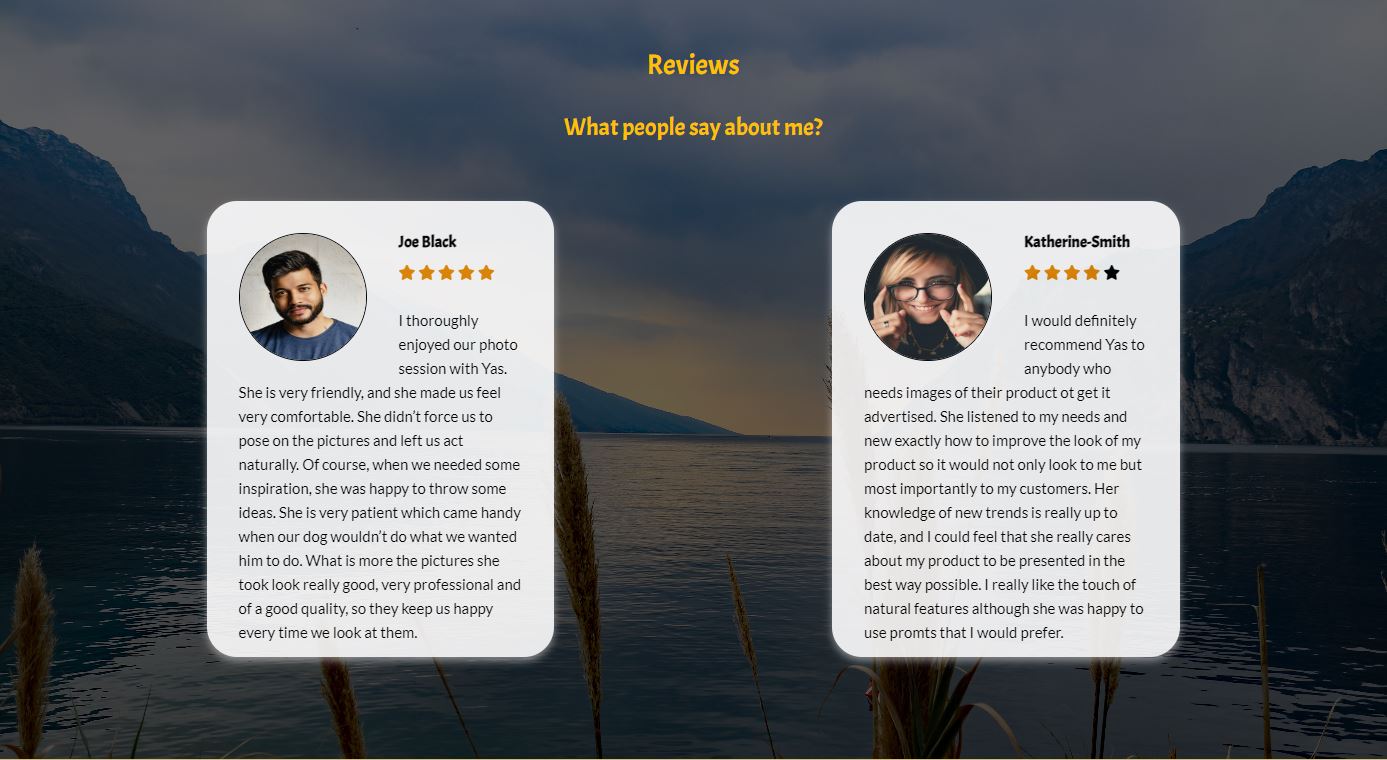 Reviews
What people say about me?
Joe Black
I thoroughly
enjoyed our photo
session with Yas.
She is very friendly, and she made us feel
very comfortable. She didn’t force us to
pose on the pictures and left us act
naturally. Of course, when we needed some
inspiration, she was happy to throw some
ideas. She is very patient which came handy
when our dog wouldn’t do what we wanted
him to do. What is more the pictures she
took look really good, very professional and
of a good quality, so they keep us happy
every time we look at them.
Katherine-Smith
I would definitely
recommend Yas to
anybody who
needs images of their product ot get it
advertised. She listened to my needs and
new exactly how to improve the look of my
product so it would not only look to me but
most importantly to my customers. Her
knowledge of new trends is really up to
date, and I could feel that she really cares
about my product to be presented in the
best way possible. I really like the touch of
natural features although she was happy to
use promts that I would prefer.